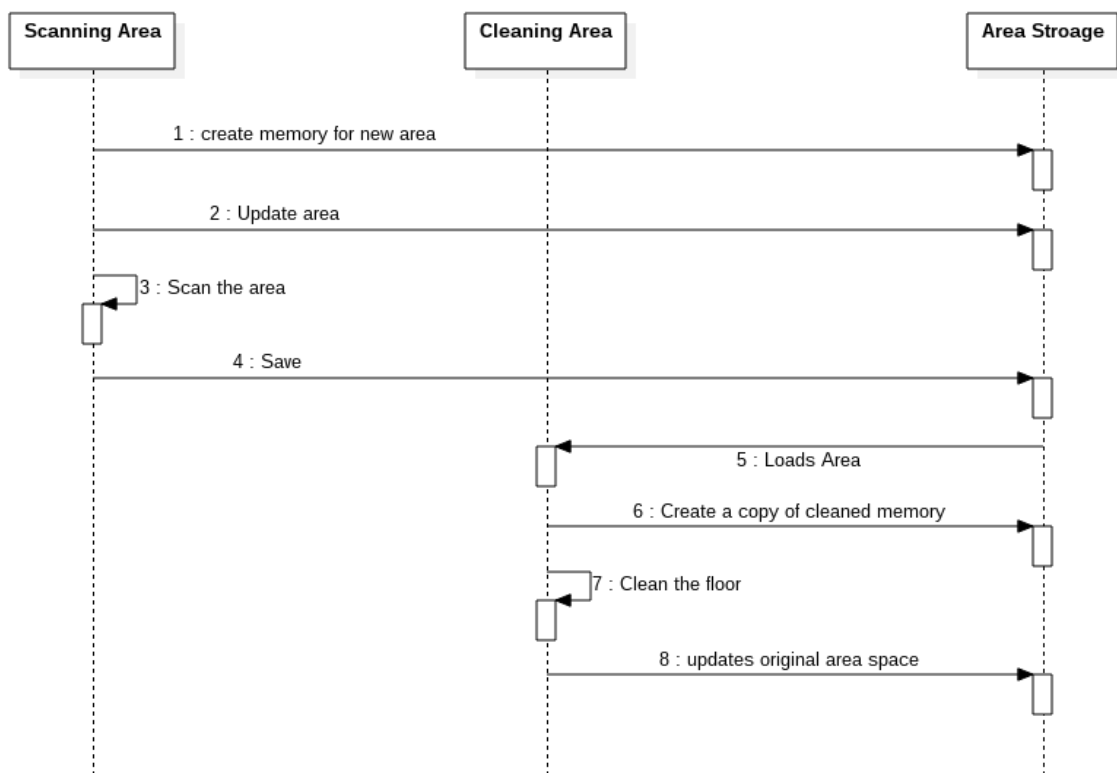 Scanning Area
Cleaning Area
Area Stroage
1 : create memory for new area
2 : Update area
3 : Scan the area
4 : Save
5 : Loads Area
6 : Create a copy of cleaned memory
7 : Clean the floor
8 : updates original area space